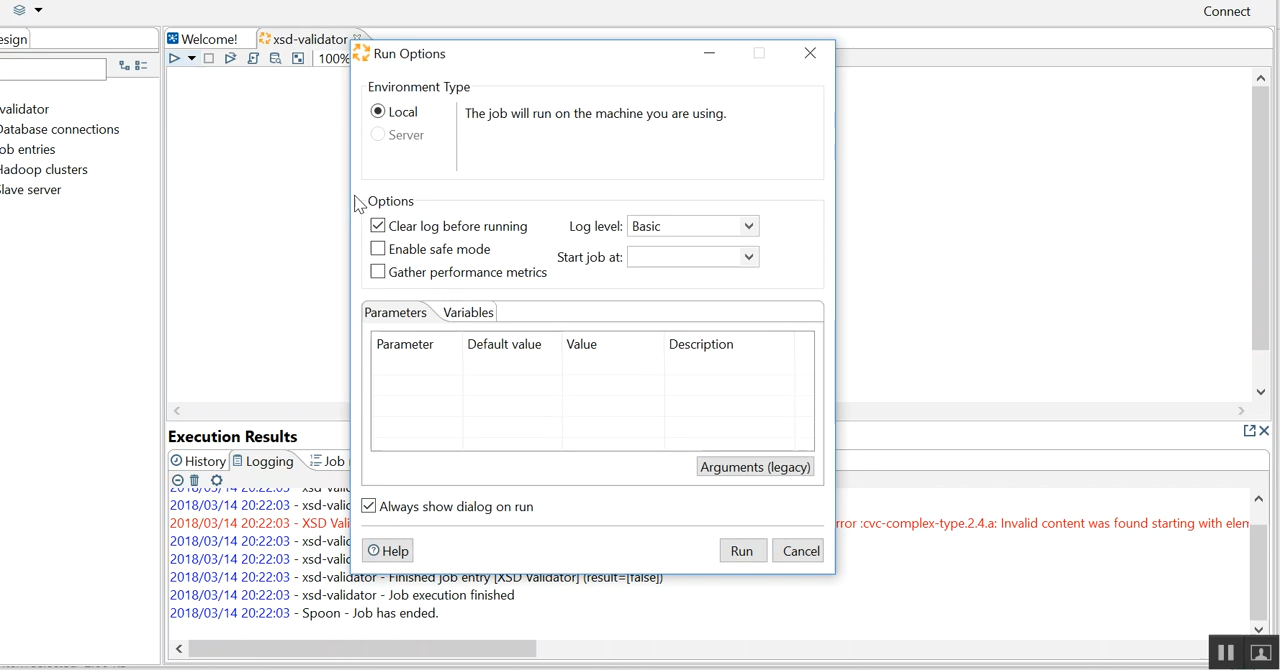 Connect
esign
Welcome!
xsd-validator
Run Options
100%
Environment Type
Local
The job will run on the machine you are using.
Server
validator
Database connections
ob entries
Hadoop clusters
lave server
Options
Clear log before running
Log level: Basic
Enable safe mode
Start job at:
Gather performance metrics
Parameters
Variables
Parameter Default value Value Description
Arguments (legacy)
Always show dialog on run
Help
Run
Cancel
Execution Results
History
Logging
Job
2018/03/14 20:22:03 - xsd-valid
2018/03/14 20:22:03 - xsd-valid
2018/03/14 20:22:03 - XSD Vali rror :cvc-complex-type.2.4.a: Invalid content was found starting with elem
2018/03/14 20:22:03 - xsd-valid
2018/03/14 20:22:03 - xsd-valid
2018/03/14 20:22:03 - xsd-validator - Finished job entry [XSD Validator] (result=[false])
2018/03/14 20:22:03 - xsd-validator - Job execution finished
2018/03/14 20:22:03 - Spoon - Job has ended.